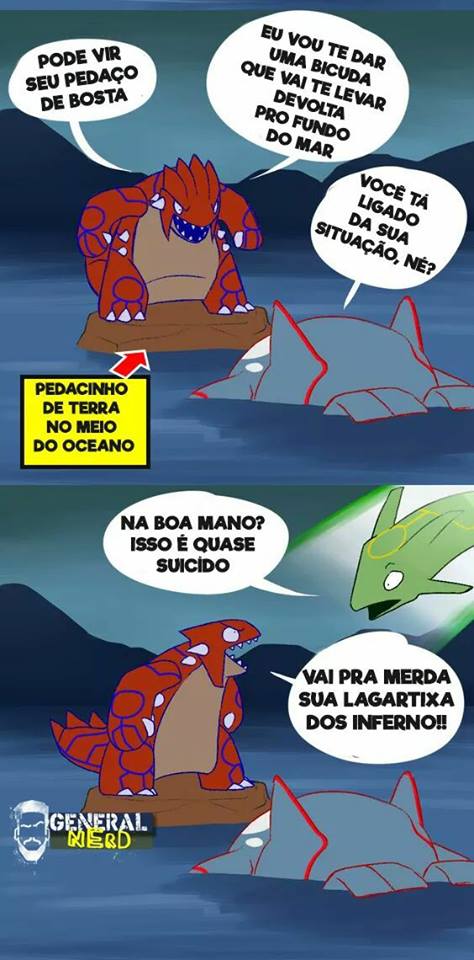 PODE VIR
SEU PEDAÇO
DE BOSTA
EU VOU TE DAR
UMA BICUDA
QUE VAI TE LEVAR
DEVOLTA
PRO FUNDO
DO MAR
VOCÊ TÁ
LIGADO
DA SUA
SITUAÇÃO, NÉ?
PEDACINHO
DE TERRA
NO MEIO
DO OCEANO
NA BOA MANO?
ISSO É QUASE
SUICÍDO
VAI PRA MERDA
SUA LAGARTIXA
DOS INFERNO!!
GENERAL
NERD